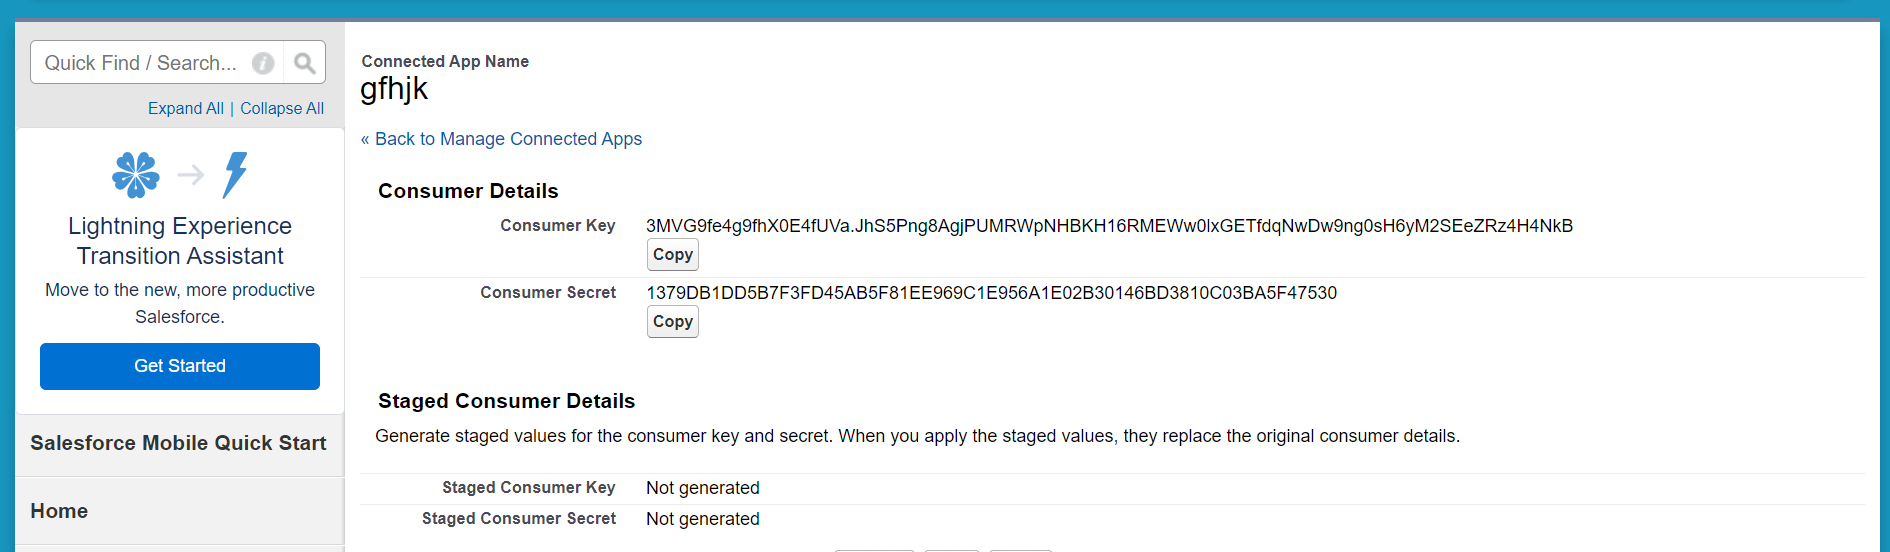 Quick Find / Search...
Expand All | Collapse All
Lightning Experience
Transition Assistant
Move to the new, more productive
Salesforce.
Get Started
Salesforce Mobile Quick Start
Home
Connected App Name
gfhjk
« Back to Manage Connected Apps
Consumer Details
Consumer Key 3MVG9fe4g9fhX0E4fUVa.JhS5Png8AgjPUMRWpNHBKH16RMEWw0lxGETfdqNwDw9ng0sH6yM2SEeZRz4H4NkB
Copy
Consumer Secret 1379DB1DD5B7F3FD45AB5F81EE969C1E956A1E02B30146BD3810C03BA5F47530
Copy
Staged Consumer Details
Generate staged values for the consumer key and secret. When you apply the staged values, they replace the original consumer details.
Staged Consumer Key Not generated
Staged Consumer Secret Not generated